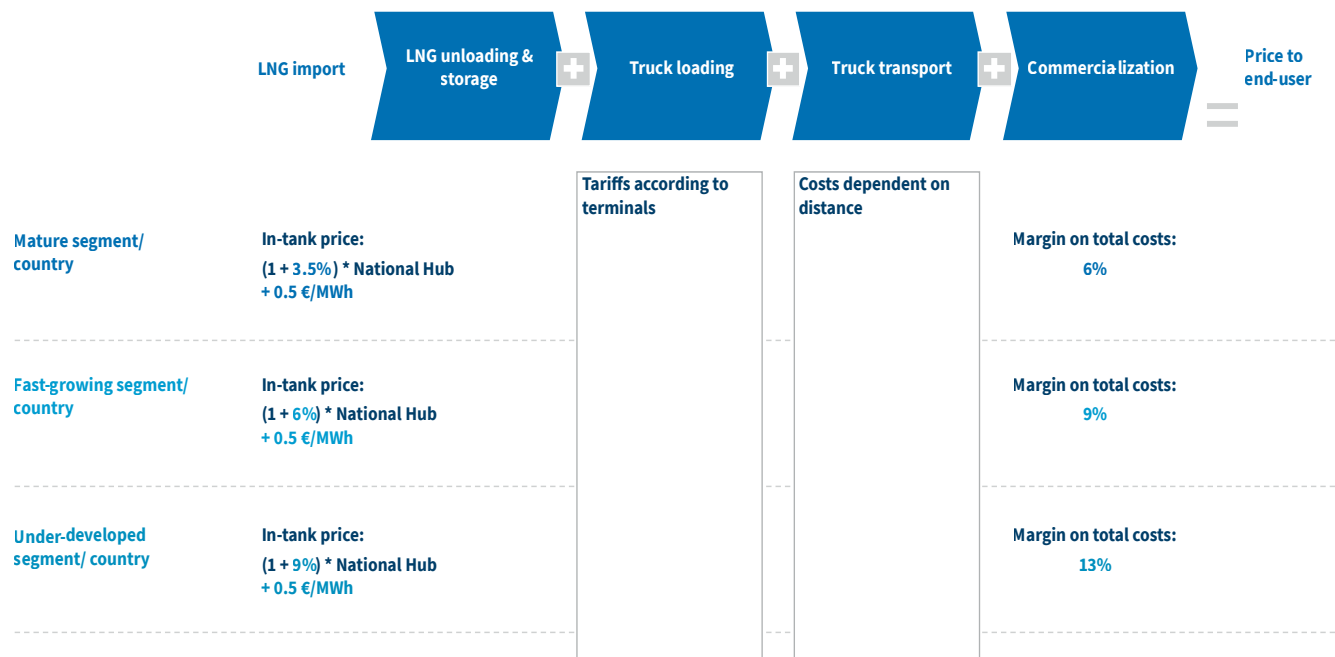 LNG import
LNG unloading &
storage
Truck loading
Truck transport
Commercialization
Price to
end-user
Tariffs according to
terminals
Costs dependent on
distance
Mature segment/
country
In-tank price:
(1 + 3.5%) * National Hub
+ 0.5 €/MWh
Margin on total costs:
6%
Fast-growing segment/
country
In-tank price:
(1 + 6%) * National Hub
+ 0.5 €/MWh
Margin on total costs:
9%
Under-developed
segment/ country
In-tank price:
(1 + 9%) * National Hub
+ 0.5 €/MWh
Margin on total costs:
13%